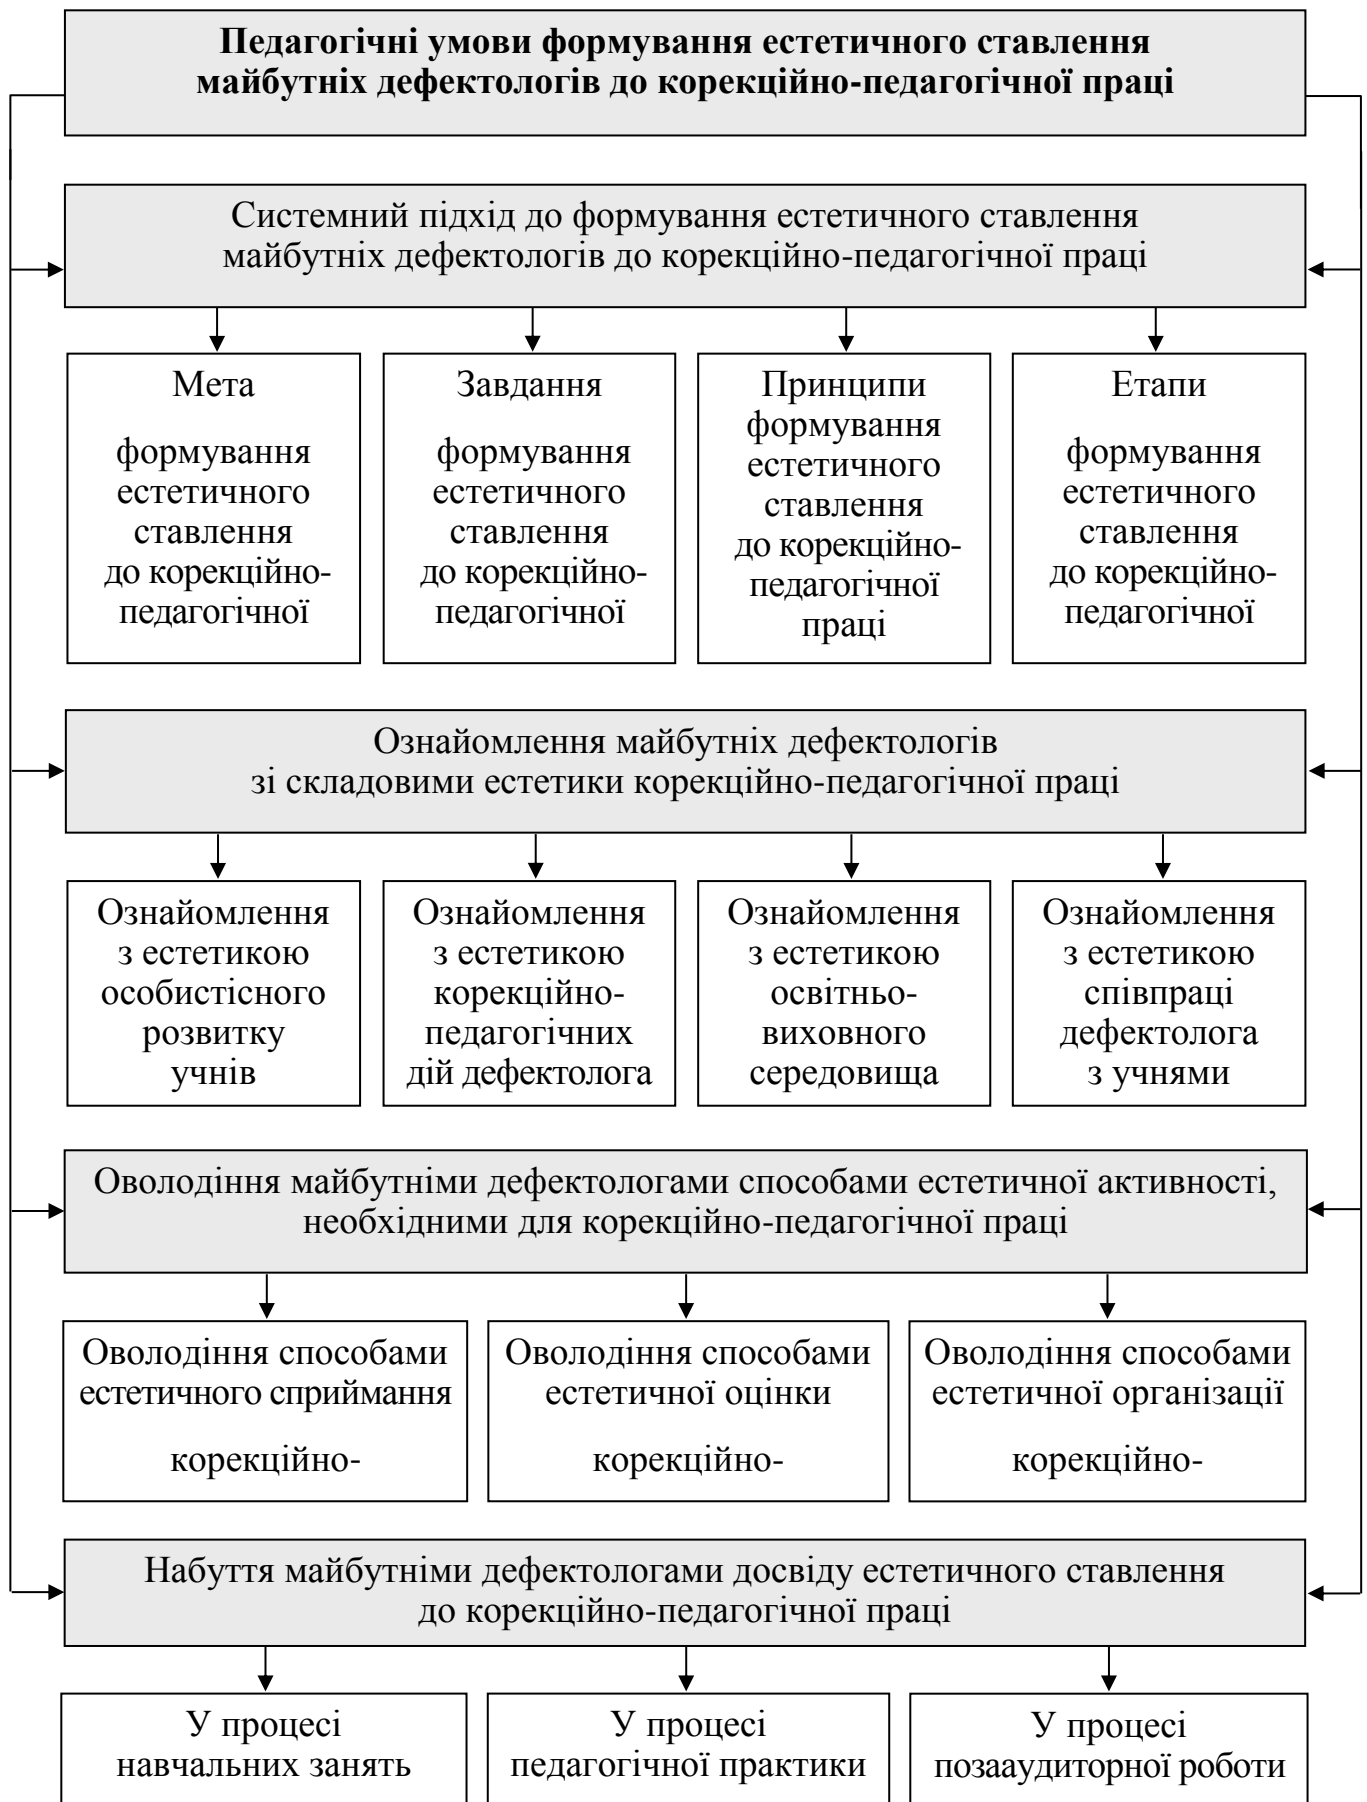 Педагогічні умови формування естетичного ставлення
майбутніх дефектологів до корекційно-педагогічної праці
Системний підхід до формування естетичного ставлення
майбутніх дефектологів до корекційно-педагогічної праці
Мета
формування
естетичного
ставлення
до корекційно-
педагогічної
Завдання
формування
естетичного
ставлення
до корекційно-
педагогічної
Принципи
формування
естетичного
ставлення
до корекційно-
педагогічної
праці
Етапи
формування
естетичного
ставлення
до корекційно-
педагогічної
Ознайомлення майбутніх дефектологів
зі складовими естетики корекційно-педагогічної праці
Ознайомлення
з естетикою
особистісного
розвитку
учнів
Ознайомлення
з естетикою
корекційно-
педагогічних
дій дефектолога
Ознайомлення
з естетикою
освітньо-
виховного
середовища
Ознайомлення
з естетикою
співпраці
дефектолога
з учнями
Оволодіння майбутніми дефектологами способами естетичної активності,
необхідними для корекційно-педагогічної праці
Оволодіння способами
естетичного сприймання
корекційно-
Оволодіння способами
естетичної оцінки
корекційно-
Оволодіння способами
естетичної організації
корекційно-
Набуття майбутніми дефектологами досвіду естетичного ставлення
до корекційно-педагогічної праці
У процесі
навчальних занять
У процесі
педагогічної практики
У процесі
позааудиторної роботи